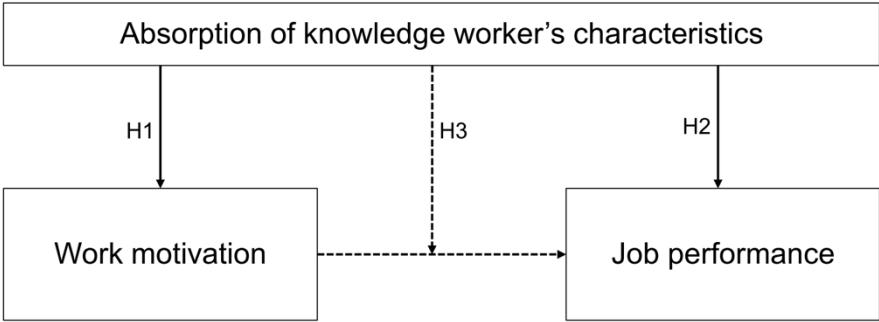 Absorption of knowledge worker's characteristics
H1
H3
H2
Work motivation
Job performance